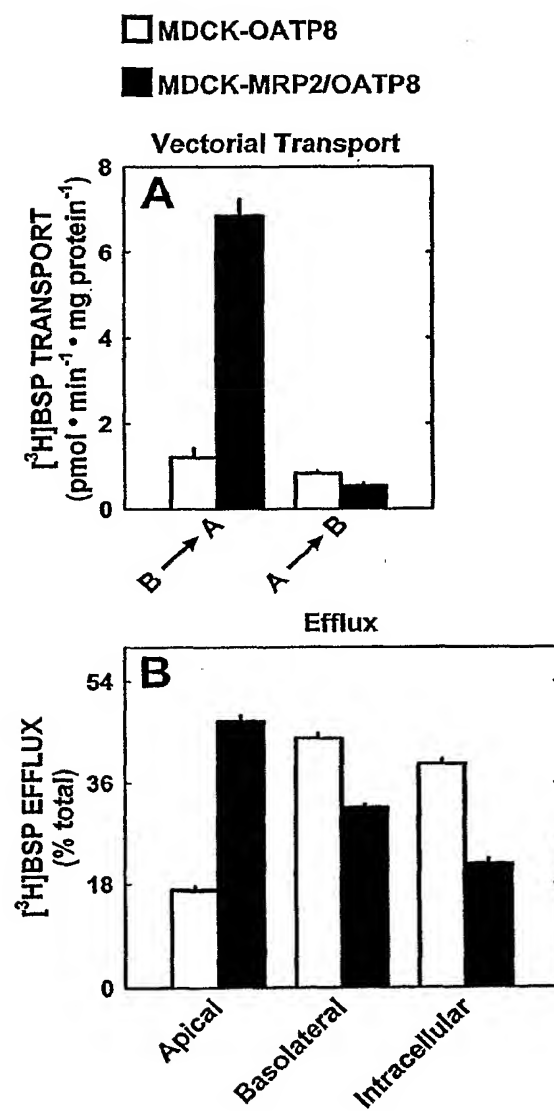 MDCK-OATP8
MDCK-MRP2/OATP8
Vectorial Transport
A
[³H]BSP TRANSPORT
(pmol • min⁻¹ • mg protein⁻¹)
8
6
4
2
0
B → A
A → B
Efflux
B
[³H]BSP EFFLUX
(% total)
54
36
18
0
Apical
Basolateral
Intracellular